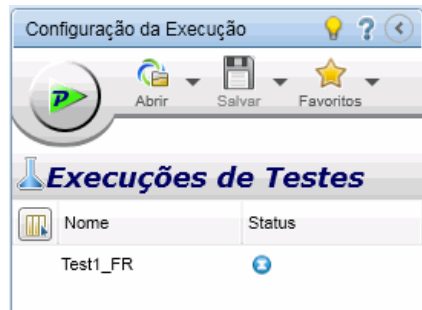 Configuração da Execução
Abrir Salvar Favoritos
Execuções de Testes
Nome Status
Test1_FR